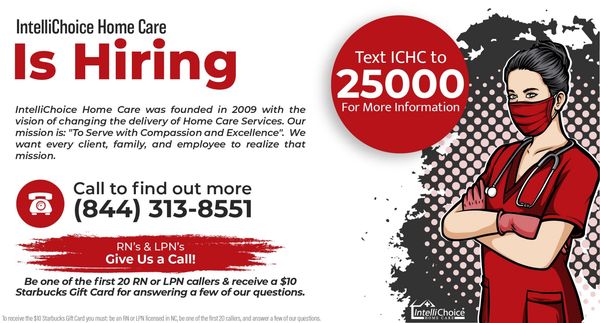 IntelliChoice Home Care
Is Hiring
Text ICHC to
25000
For More Information
IntelliChoice Home Care was founded in 2009 with the
vision of changing the delivery of Home Care Services. Our
mission is: "To Serve with Compassion and Excellence". We
want every client, family, and employee to realize that
mission.
Call to find out more
(844) 313-8551
RN's & LPN's
Give Us a Call!
Be one of the first 20 RN or LPN callers & receive a $10
Starbucks Gift Card for answering a few of our questions.
IntelliChoice
HOME CARE
To receive the $10 Starbucks Gift Card you must: be an RN or LPN licensed in NC, be one of the first 20 callers, and answer a few of our questions.